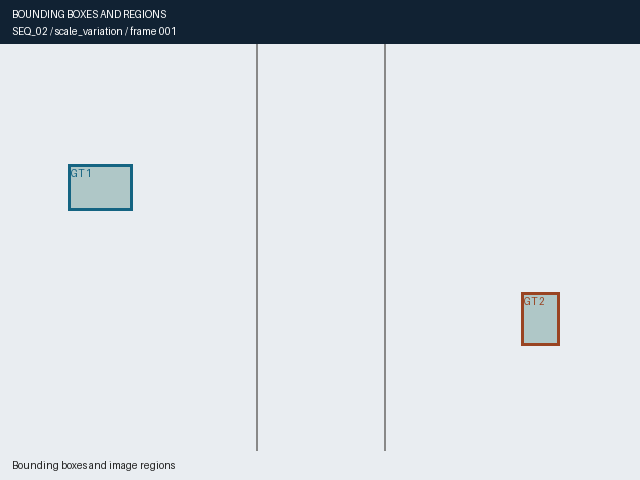 BOUNDING BOXES AND REGIONS
SEQ_02 / scale_variation / frame 001
GT1
GT2
Bounding boxes and image regions